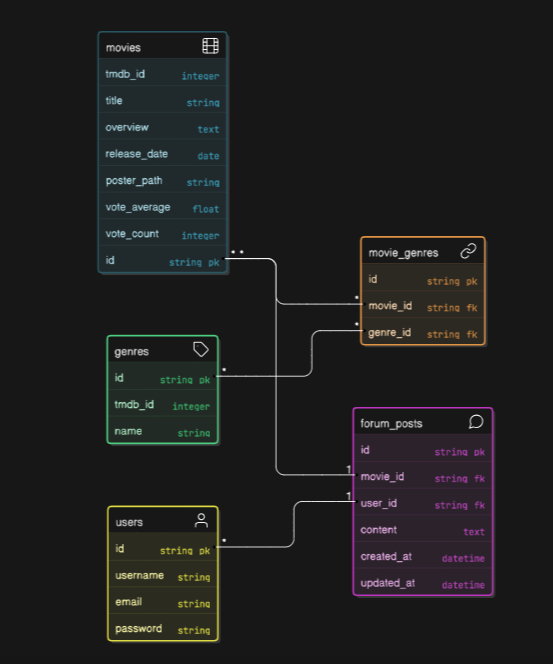 movies
tmdb_id integer
title string
overview text
release_date date
poster_path string
vote_average float
vote_count integer
id string pk
* *
movie_genres
id string pk
* movie_id string fk
* genre_id string fk
genres
id string pk *
tmdb_id integer
name string
forum_posts
id string pk
1 movie_id string fk
1 user_id string fk
content text
created_at datetime
updated_at datetime
users
id string pk *
username string
email string
password string